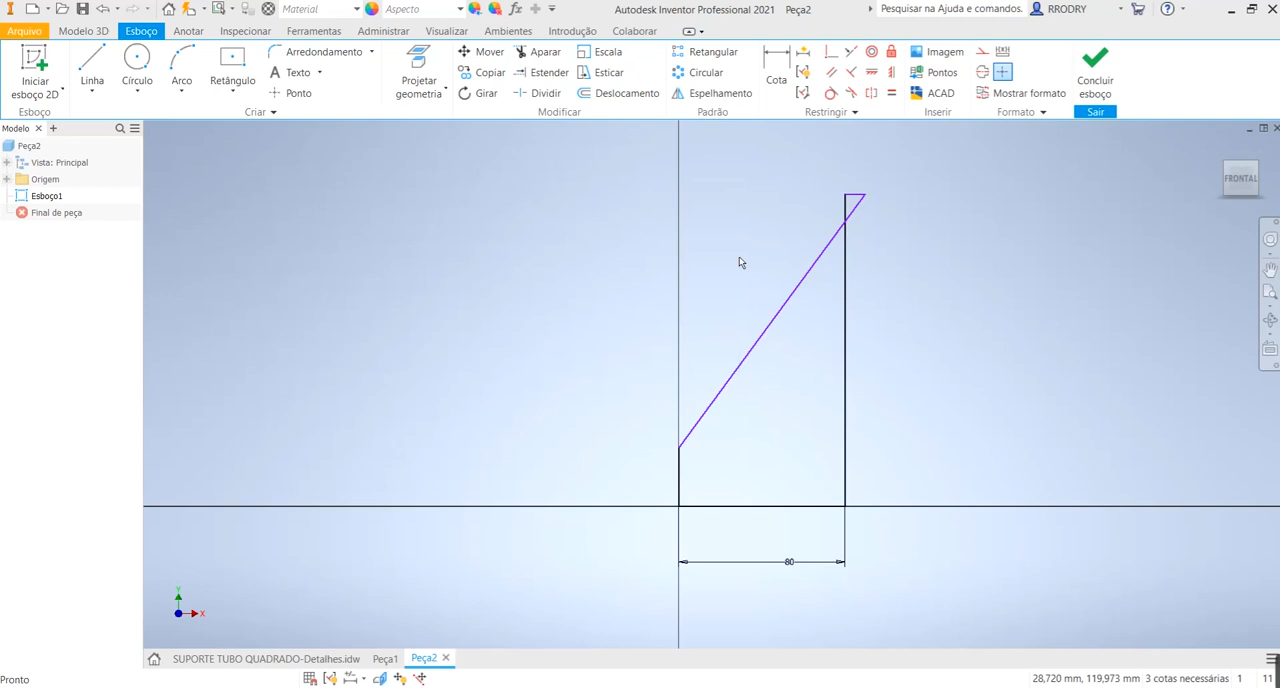 Material
Aspecto
Autodesk Inventor Professional 2021 Peça2
Pesquisar na Ajuda e comandos.
RRODRY
Arquivo Modelo 3D Esboço Anotar Inspecionar Ferramentas Administrar Visualizar Ambientes Introdução Colaborar
Iniciar esboço 2D
Linha
Círculo
Arco
Retângulo
Arredondamento
Texto
Ponto
Projetar geometria
Mover Aparar Escala
Copiar Estender Esticar
Girar Dividir Deslocamento
Retangular
Circular
Espelhamento
Cota
Imagem
Pontos
ACAD
Mostrar formato
Concluir esboço
Esboço Criar Modificar Padrão Restringir Inserir Formato Sair
Modelo
Peça2
Vista: Principal
Origem
Esboço1
Final de peça
FRONTAL
80
Y
X
SUPORTE TUBO QUADRADO-Detalhes.idw Peça1 Peça2
Pronto
28,720 mm, 119,973 mm 3 cotas necessárias 1 11